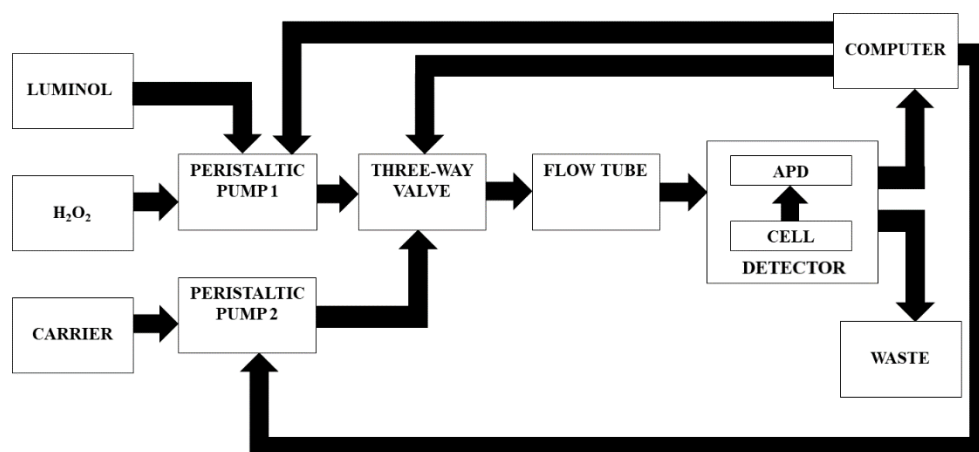 COMPUTER
LUMINOL
PERISTALTIC
PUMP 1
THREE-WAY
VALVE
FLOW TUBE
APD
H₂O₂
CELL
DETECTOR
PERISTALTIC
PUMP 2
CARRIER
WASTE